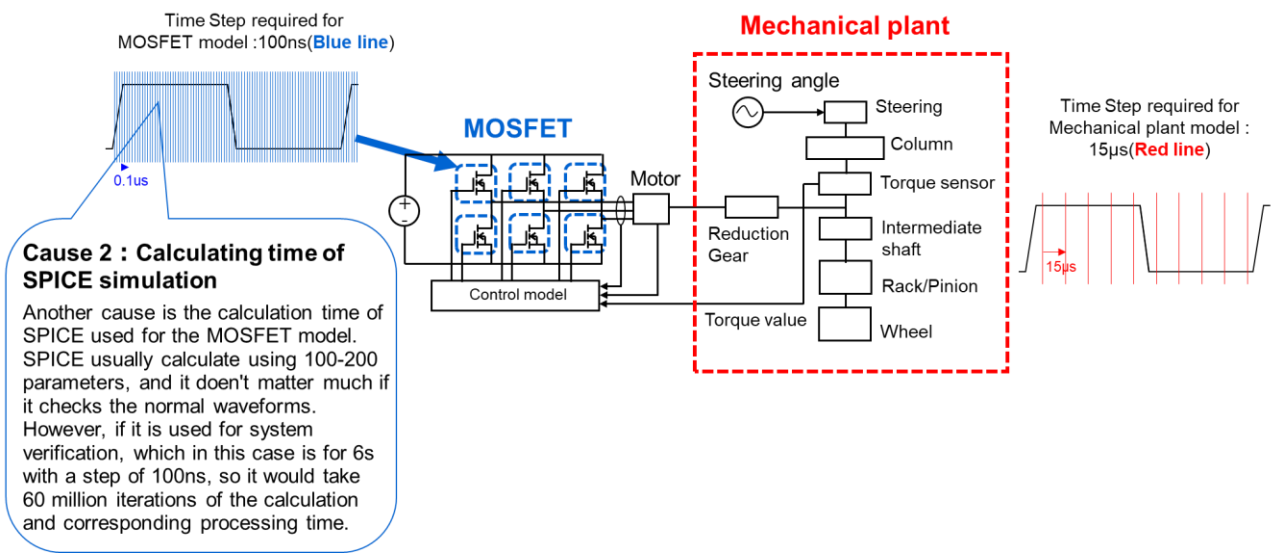 Time Step required for
MOSFET model :100ns(Blue line)
0.1us
Cause 2 : Calculating time of
SPICE simulation
Another cause is the calculation time of
SPICE used for the MOSFET model.
SPICE usually calculate using 100-200
parameters, and it doen't matter much if
it checks the normal waveforms.
However, if it is used for system
verification, which in this case is for 6s
with a step of 100ns, so it would take
60 million iterations of the calculation
and corresponding processing time.
MOSFET
+
-
Control model
Motor
Mechanical plant
Steering angle
Steering
Column
Torque sensor
Reduction
Gear
Intermediate
shaft
Rack/Pinion
Torque value
Wheel
Time Step required for
Mechanical plant model :
15μs(Red line)
15μs